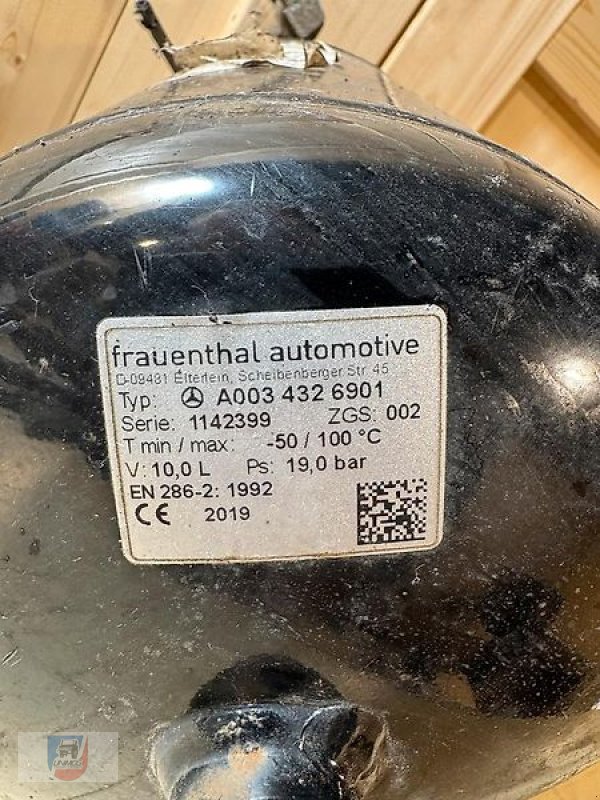 frauenthal automotive
D-09481 Elterlein, Scheibenberger Str. 45
Typ: A003 432 6901
Serie: 1142399 ZGS: 002
T min / max: -50 / 100 °C
V: 10,0 L Ps: 19,0 bar
EN 286-2: 1992
CE 2019
UNIMOG